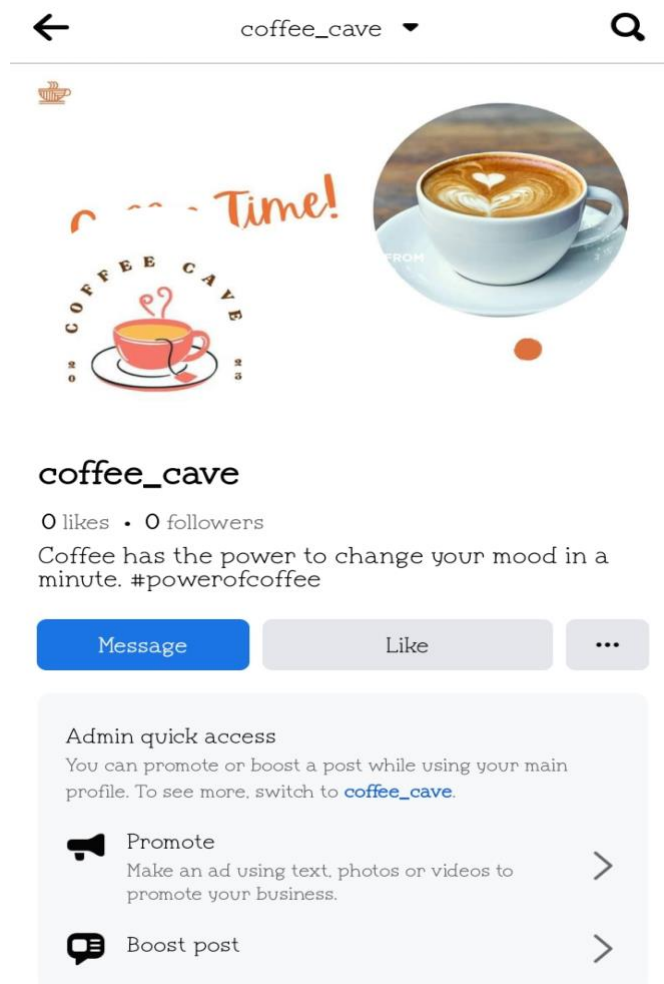 coffee_cave
Time!
FROM
COFFEE CAVE
20 23
coffee_cave
0 likes • 0 followers
Coffee has the power to change your mood in a
minute. #powerofcoffee
Message
Like
Admin quick access
You can promote or boost a post while using your main
profile. To see more, switch to coffee_cave.
Promote
Make an ad using text, photos or videos to
promote your business.
Boost post